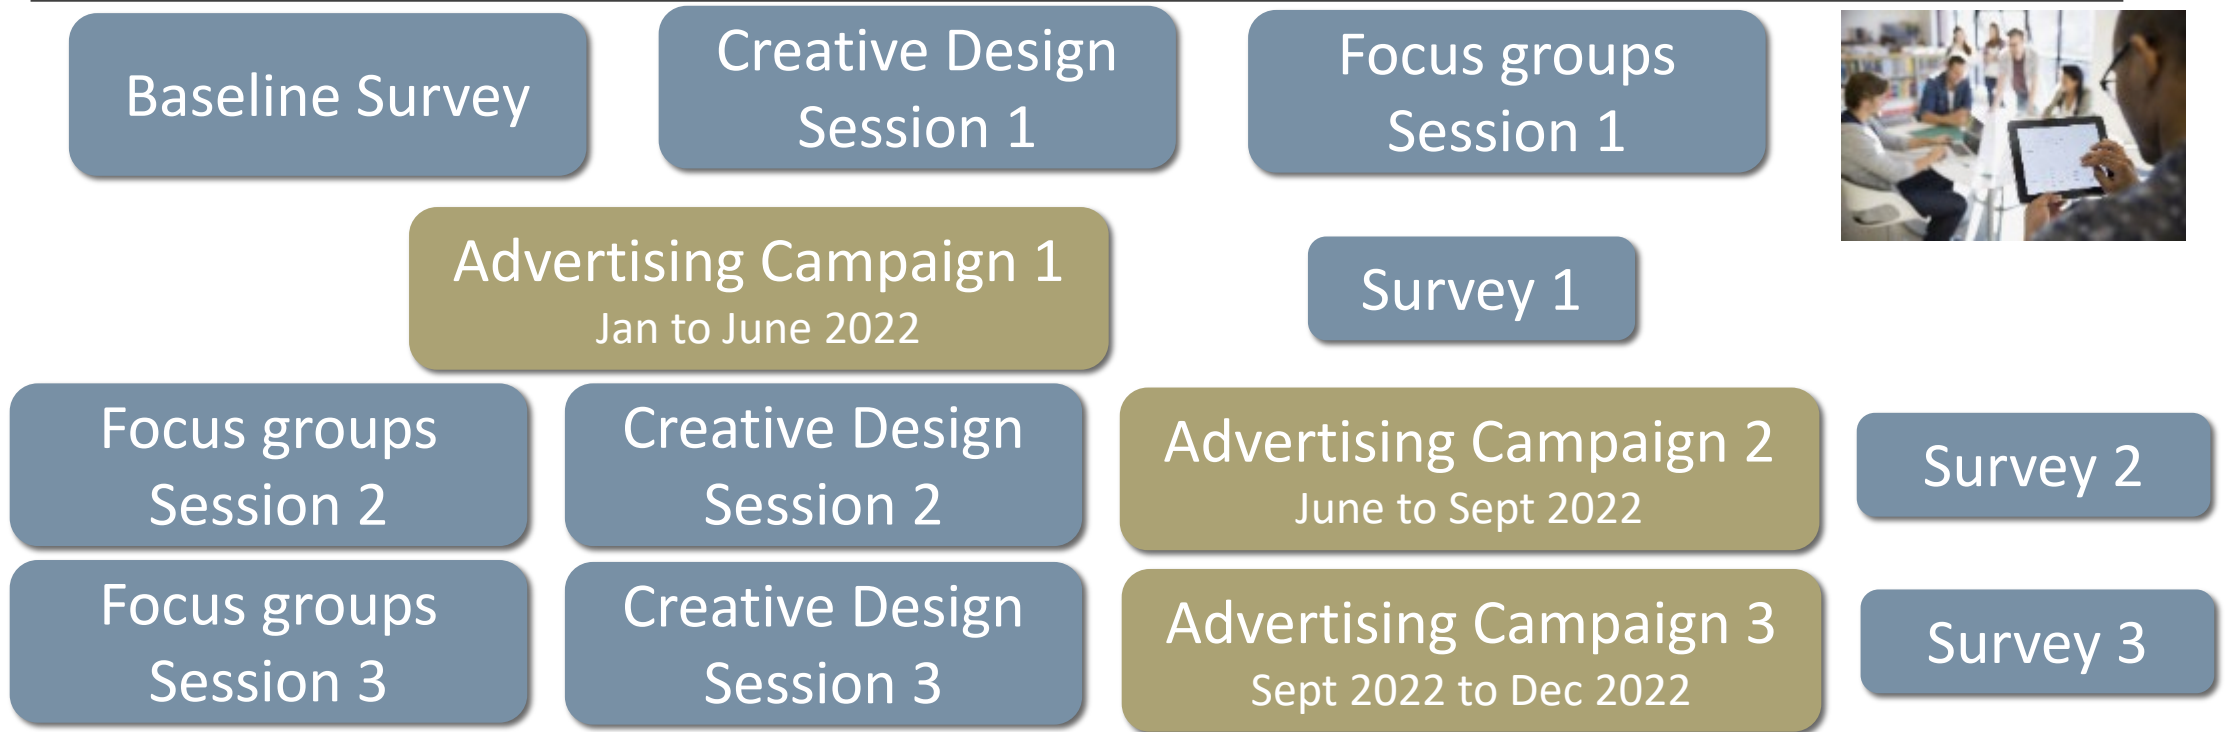 Baseline Survey
Creative Design
Session 1
Focus groups
Session 1
Advertising Campaign 1
Jan to June 2022
Survey 1
Focus groups
Session 2
Creative Design
Session 2
Advertising Campaign 2
June to Sept 2022
Survey 2
Focus groups
Session 3
Creative Design
Session 3
Advertising Campaign 3
Sept 2022 to Dec 2022
Survey 3